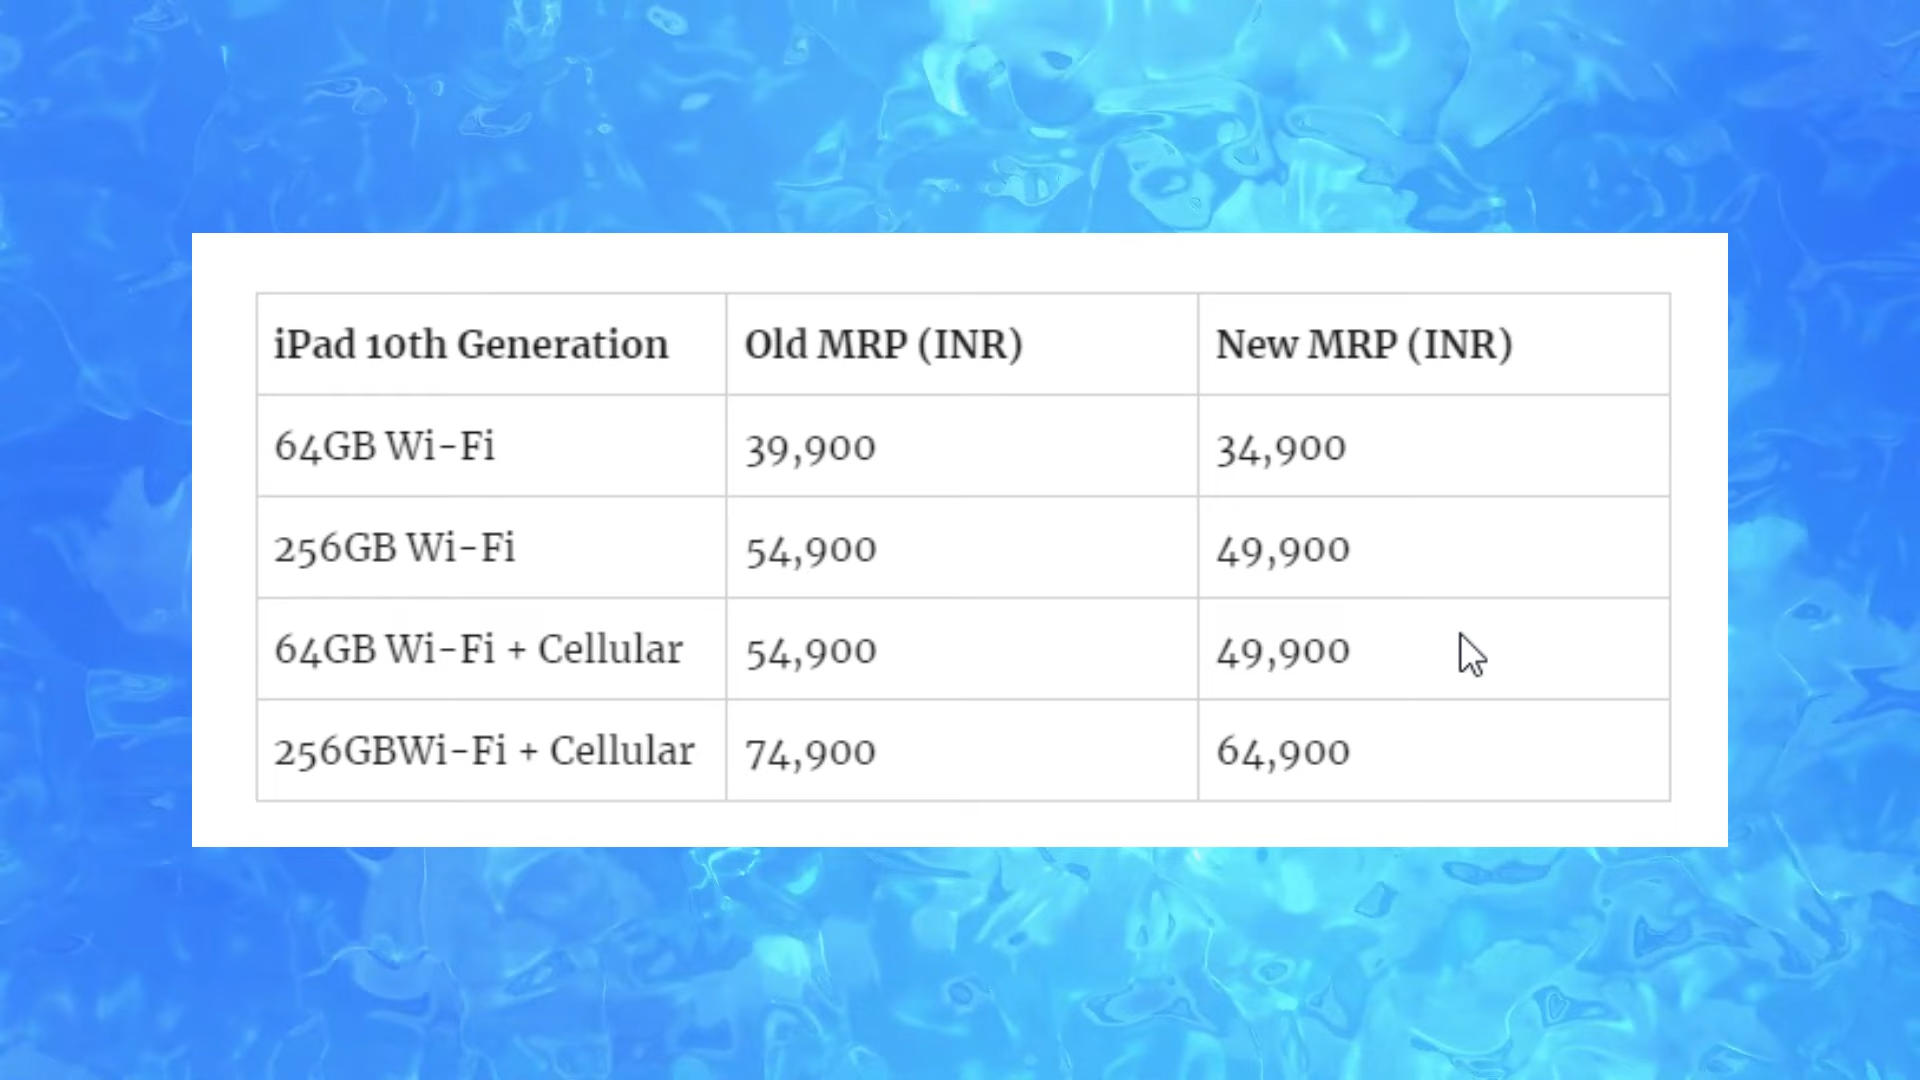 iPad 10th Generation Old MRP (INR) New MRP (INR)
64GB Wi-Fi 39,900 34,900
256GB Wi-Fi 54,900 49,900
64GB Wi-Fi + Cellular 54,900 49,900
256GBWi-Fi + Cellular 74,900 64,900